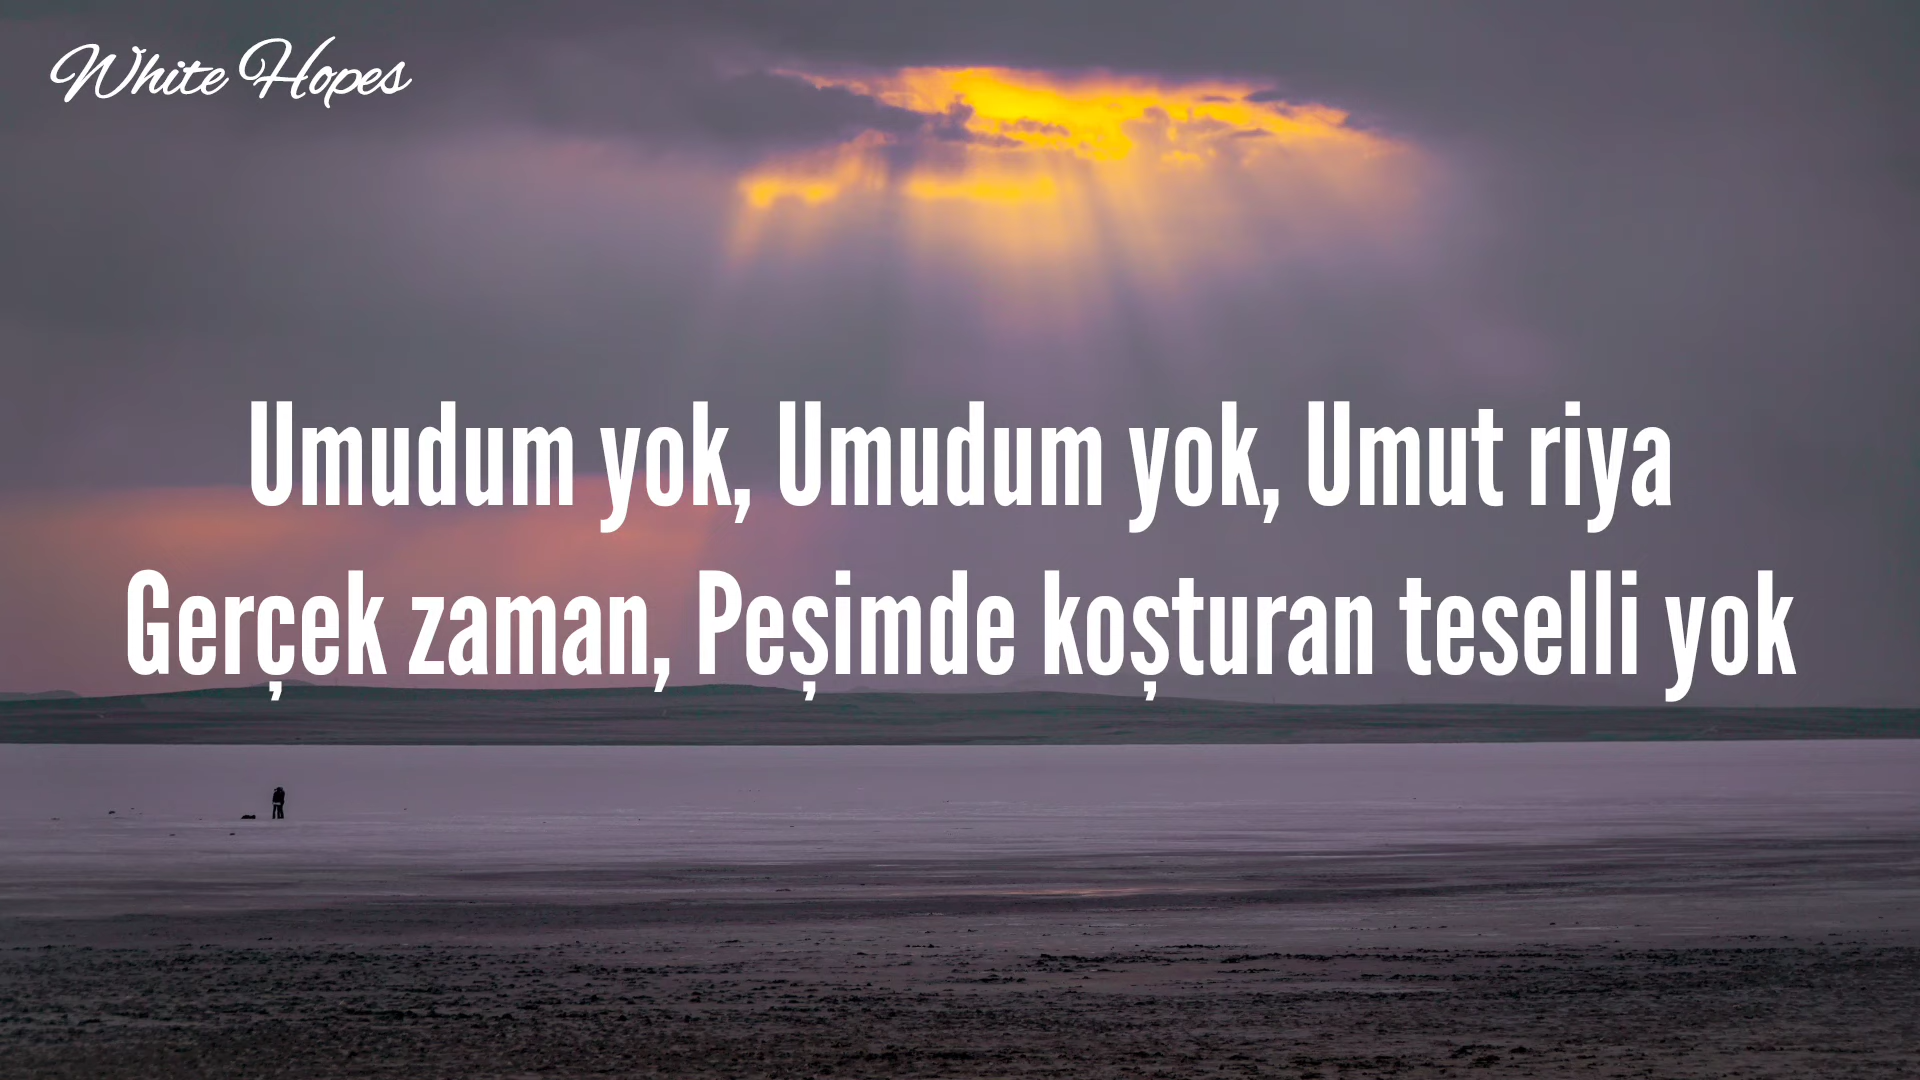 White Hopes
Umudum yok, Umudum yok, Umut riya
Gerçek zaman, Peşimde koşturan teselli yok